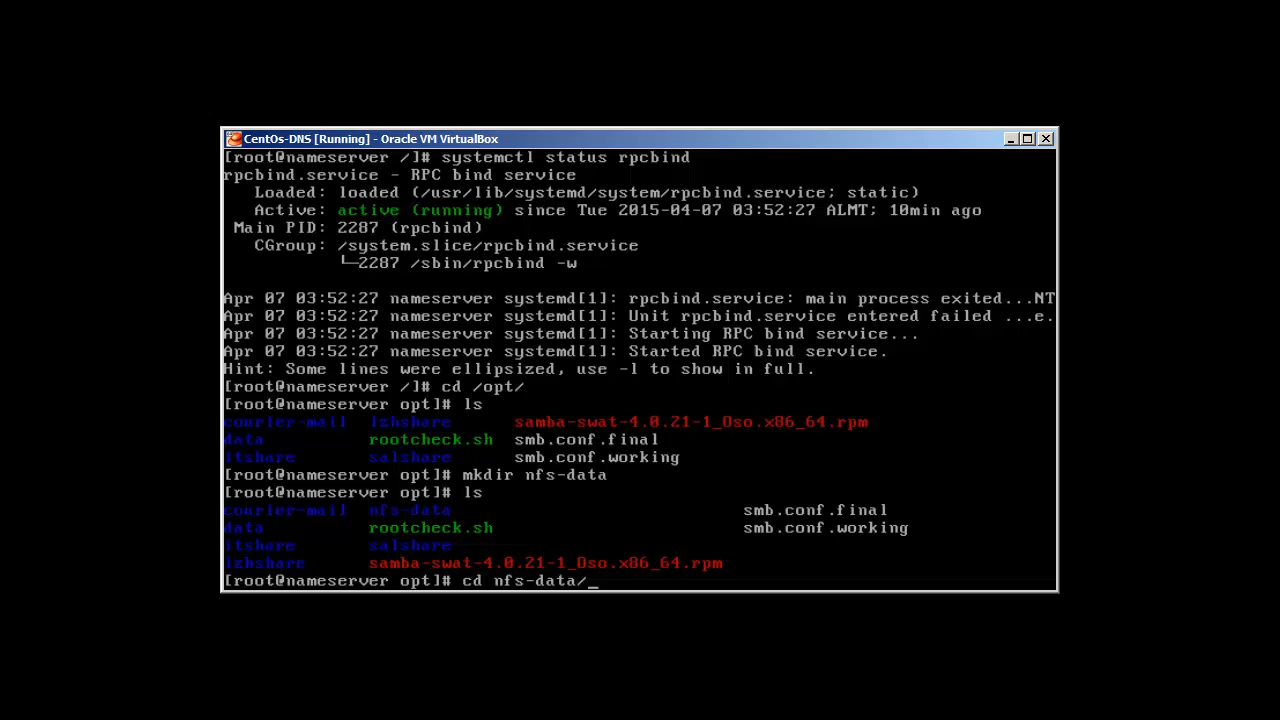 CentOs-DNS [Running] - Oracle VM VirtualBox
[root@nameserver /]# systemctl status rpcbind
rpcbind.service - RPC bind service
   Loaded: loaded (/usr/lib/systemd/system/rpcbind.service; static)
   Active: active (running) since Tue 2015-04-07 03:52:27 ALMT; 10min ago
 Main PID: 2287 (rpcbind)
   CGroup: /system.slice/rpcbind.service
           └─2287 /sbin/rpcbind -w
Apr 07 03:52:27 nameserver systemd[1]: rpcbind.service: main process exited...NT
Apr 07 03:52:27 nameserver systemd[1]: Unit rpcbind.service entered failed ...e.
Apr 07 03:52:27 nameserver systemd[1]: Starting RPC bind service...
Apr 07 03:52:27 nameserver systemd[1]: Started RPC bind service.
Hint: Some lines were ellipsized, use -l to show in full.
[root@nameserver /]# cd /opt/
[root@nameserver opt]# ls
courier-mail  lzhshare      samba-swat-4.0.21-1_Oso.x86_64.rpm
data          rootcheck.sh  smb.conf.final
itshare       salshare      smb.conf.working
[root@nameserver opt]# mkdir nfs-data
[root@nameserver opt]# ls
courier-mail  nfs-data                            smb.conf.final
data          rootcheck.sh                        smb.conf.working
itshare       salshare
lzhshare      samba-swat-4.0.21-1_Oso.x86_64.rpm
[root@nameserver opt]# cd nfs-data/_